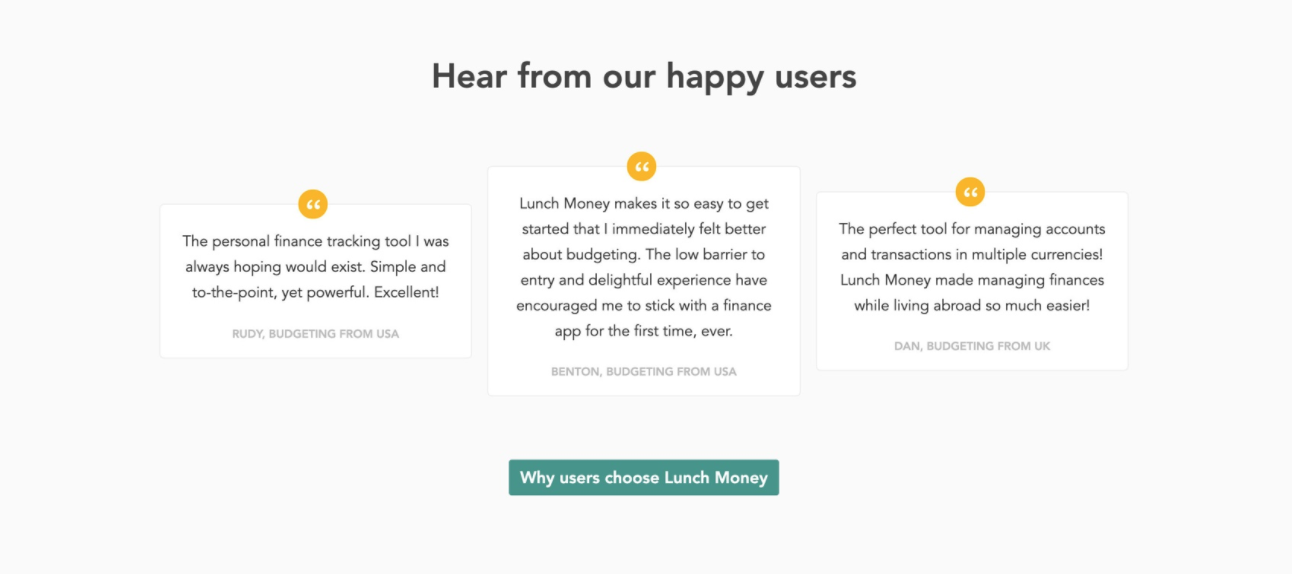 Hear from our happy users
The personal finance tracking tool I was
always hoping would exist. Simple and
to-the-point, yet powerful. Excellent!
RUDY, BUDGETING FROM USA
Lunch Money makes it so easy to get
started that I immediately felt better
about budgeting. The low barrier to
entry and delightful experience have
encouraged me to stick with a finance
app for the first time, ever.
BENTON, BUDGETING FROM USA
The perfect tool for managing accounts
and transactions in multiple currencies!
Lunch Money made managing finances
while living abroad so much easier!
DAN, BUDGETING FROM UK
Why users choose Lunch Money